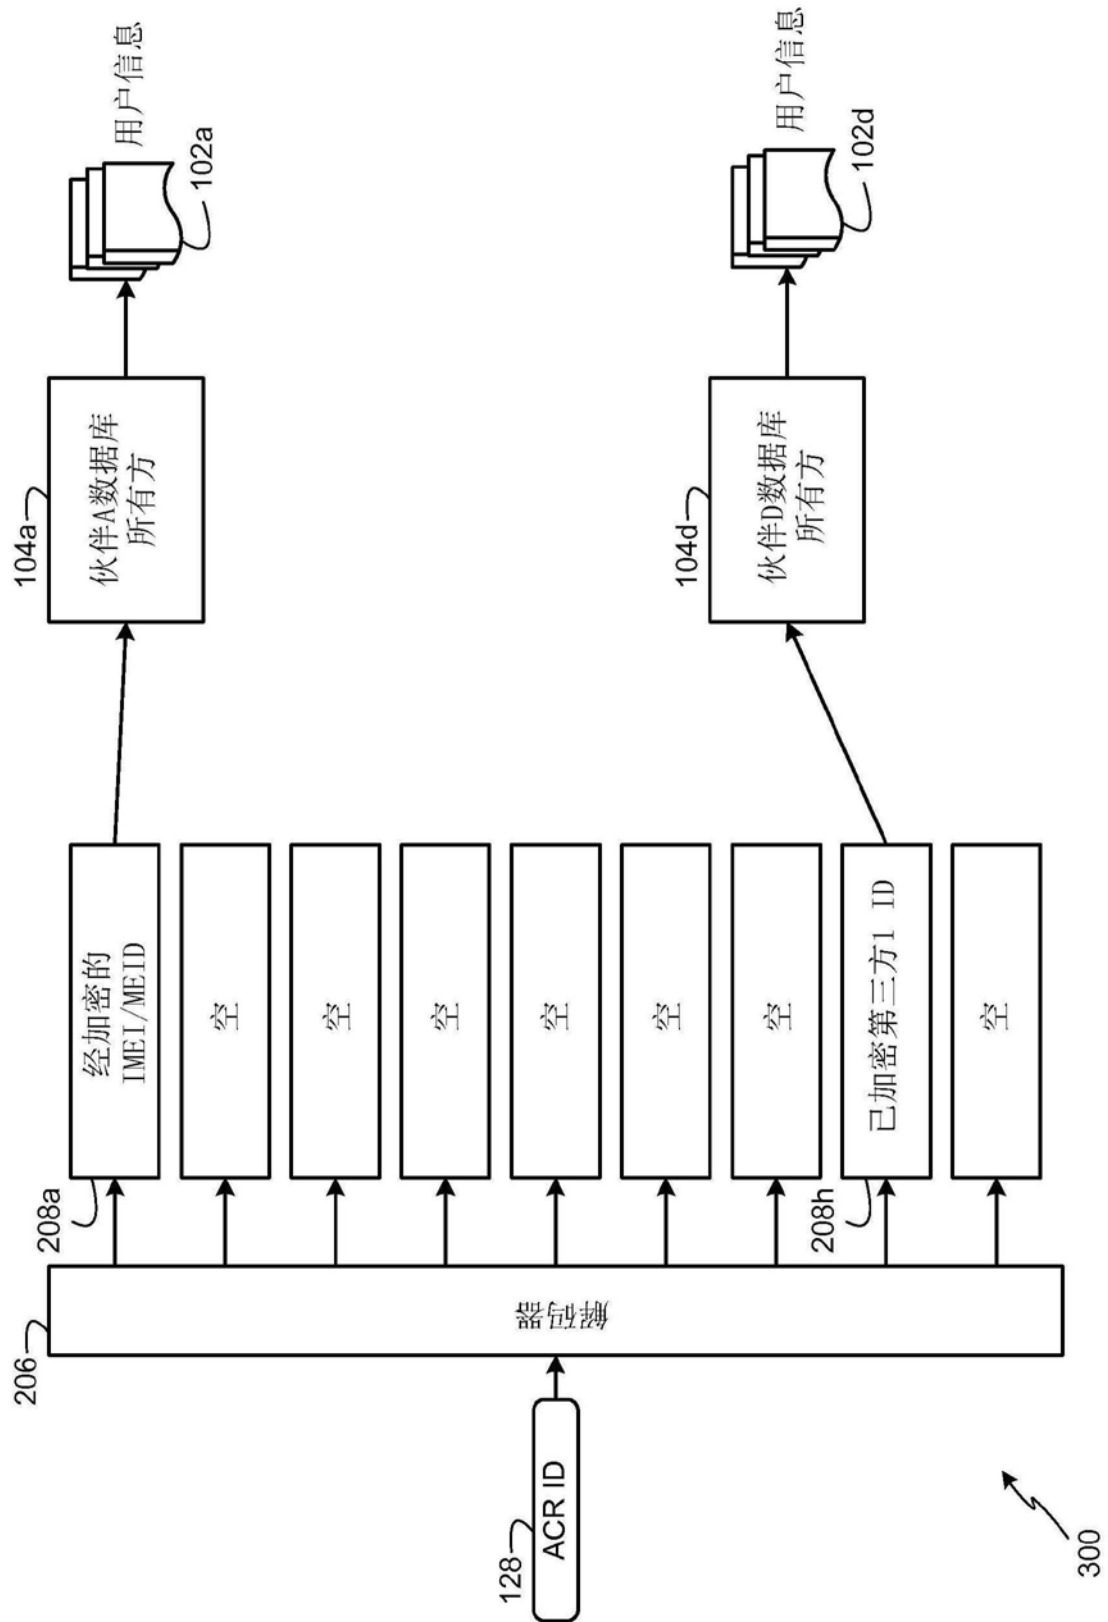 128
ACR ID
206
解码器
208a
经加密的
IMEI/MEID
空
空
空
空
空
空
208h
已加密第三方1 ID
空
104a
伙伴A数据库
所有方
104d
伙伴D数据库
所有方
用户信息
102a
用户信息
102d
300